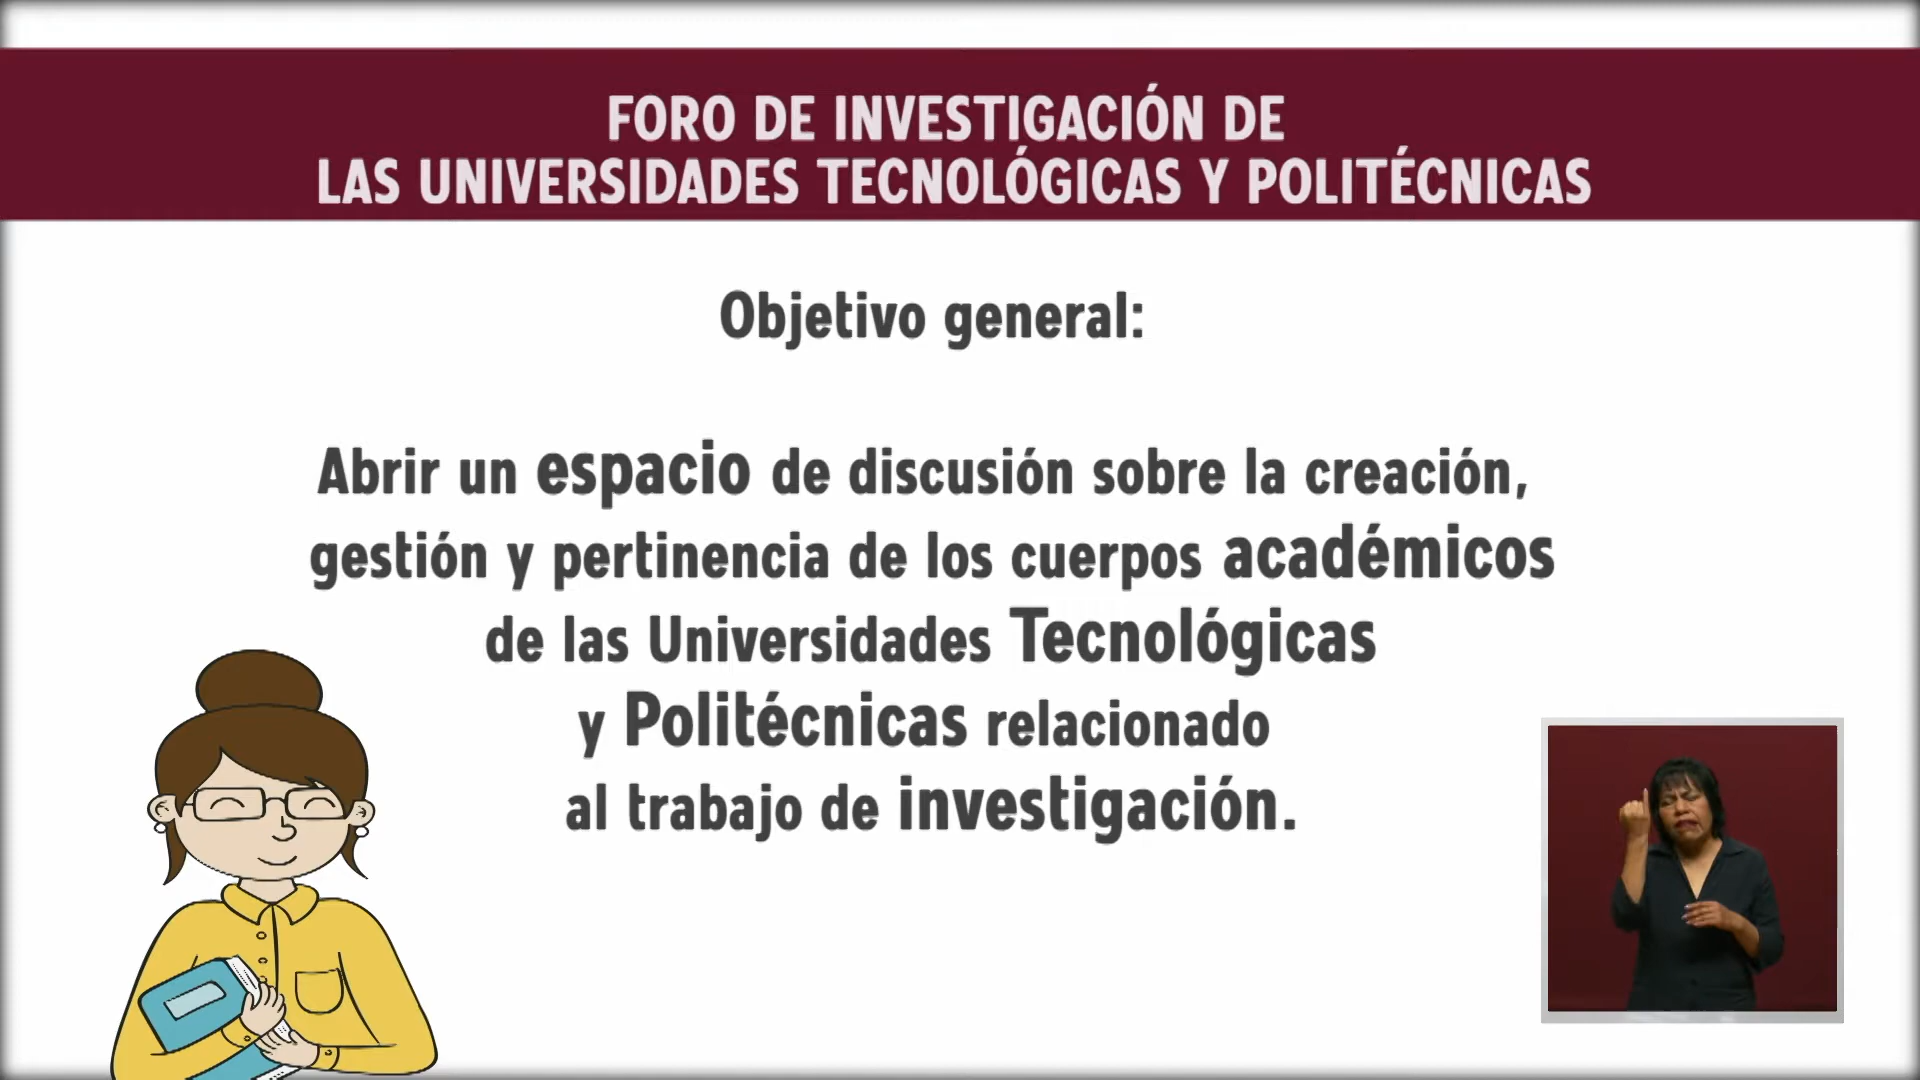 FORO DE INVESTIGACIÓN DE
LAS UNIVERSIDADES TECNOLÓGICAS Y POLITÉCNICAS
Objetivo general:
Abrir un espacio de discusión sobre la creación,
gestión y pertinencia de los cuerpos académicos
de las Universidades Tecnológicas
y Politécnicas relacionado
al trabajo de investigación.